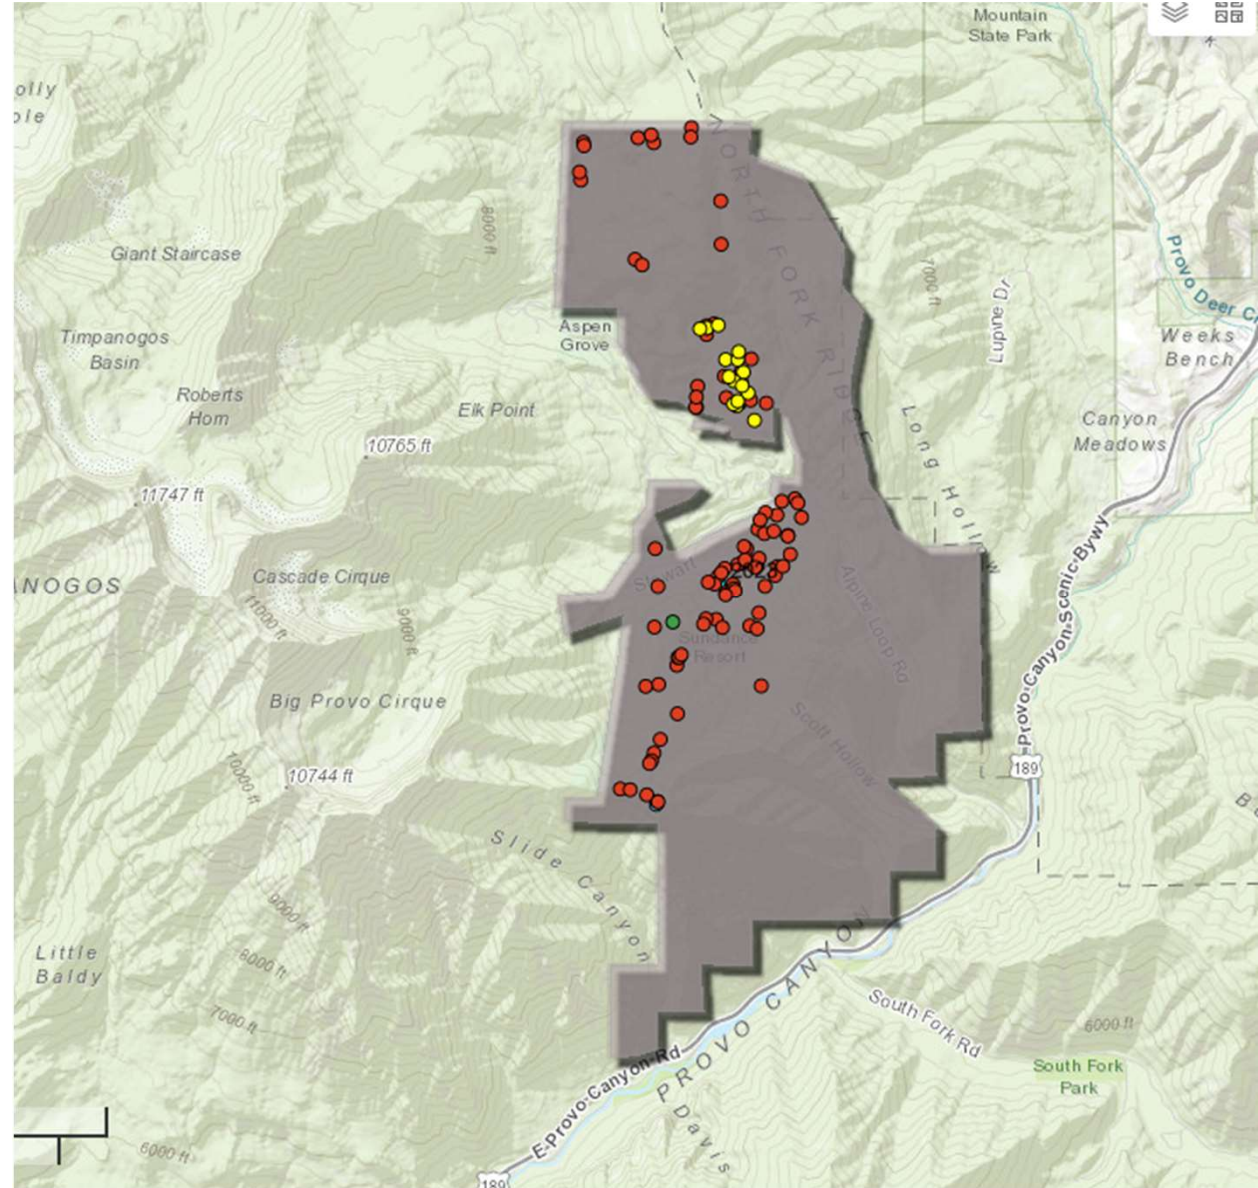 Mountain
State Park
olly
ole
NORTH FORK RIDGE
8000 ft
7000 ft
Giant Staircase
Provo Deer C
Lupine Dr
Aspen
Grove
Timpanogos
Basin
Weeks
Bench
Roberts
Horn
Elk Point
Canyon
Meadows
10765 ft
Long Hollow
11747 ft
Stewart
ANOGOS
Cascade Cirque
11000 ft
9000 ft
Alpine Loop Rd
Provo-Canyon-Scenic-Bywy
Sundance
Resort
Big Provo Cirque
Scott Hollow
10000 ft
10744 ft
189
Slide Canyon
9000 ft
Little
Baldy
8000 ft
7000 ft
PROVO CANYON
South Fork Rd
6000 ft
South Fork
Park
E-Provo-Canyon-Rd
Davis
6000 ft
189